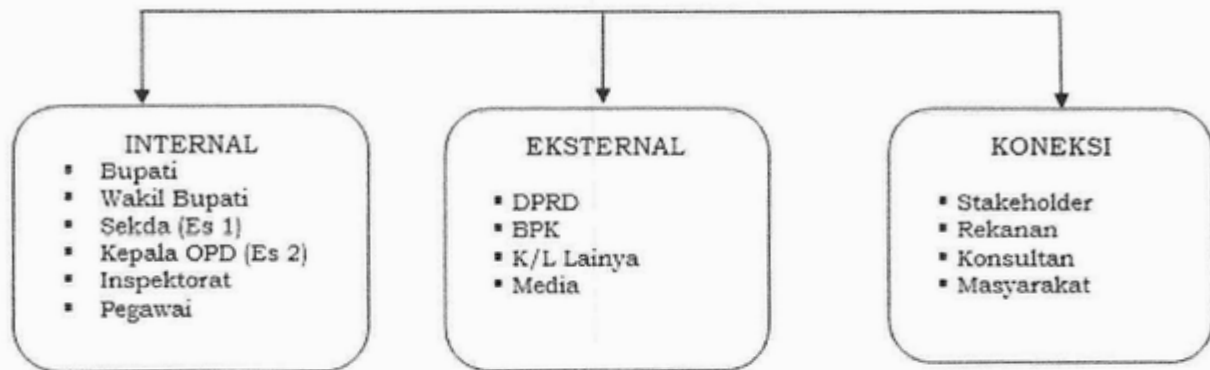 INTERNAL
▪ Bupati
▪ Wakil Bupati
▪ Sekda (Es 1)
▪ Kepala OPD (Es 2)
▪ Inspektorat
▪ Pegawai
EKSTERNAL
▪ DPRD
▪ BPK
▪ K/L Lainya
▪ Media
KONEKSI
▪ Stakeholder
▪ Rekanan
▪ Konsultan
▪ Masyarakat